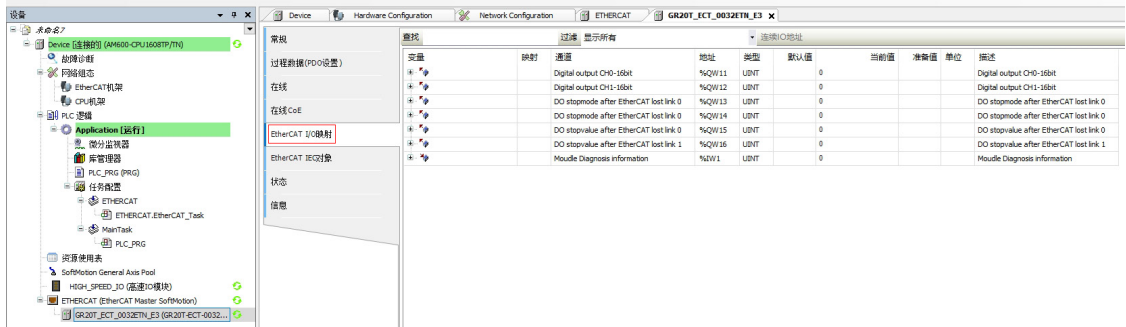 设备
Device
Hardware Configuration
Network Configuration
ETHERCAT
GR20T_ECT_0032ETN_E3
未命名7
Device [连接的] (AM600-CPU1608TP/TN)
故障诊断
网络组态
EtherCAT机架
CPU机架
PLC 逻辑
Application [运行]
微分监视器
库管理器
PLC_PRG (PRG)
任务配置
ETHERCAT
ETHERCAT.EtherCAT_Task
MainTask
PLC_PRG
资源使用表
SoftMotion General Axis Pool
HIGH_SPEED_IO (高速IO模块)
ETHERCAT (EtherCAT Master SoftMotion)
GR20T_ECT_0032ETN_E3 (GR20T-ECT-0032...
常规
过程数据(PDO设置)
在线
在线CoE
EtherCAT I/O映射
EtherCAT IEC对象
状态
信息
查找 过滤 显示所有 连续IO地址
变量 映射 通道 地址 类型 默认值 当前值 准备值 单位 描述
Digital output CH0-16bit %QW11 UINT 0 Digital output CH0-16bit
Digital output CH1-16bit %QW12 UINT 0 Digital output CH1-16bit
DO stopmode after EtherCAT lost link 0 %QW13 UINT 0 DO stopmode after EtherCAT lost link 0
DO stopmode after EtherCAT lost link 0 %QW14 UINT 0 DO stopmode after EtherCAT lost link 0
DO stopvalue after EtherCAT lost link 0 %QW15 UINT 0 DO stopvalue after EtherCAT lost link 0
DO stopvalue after EtherCAT lost link 1 %QW16 UINT 0 DO stopvalue after EtherCAT lost link 1
Moudle Diagnosis information %IW1 UINT 0 Moudle Diagnosis information